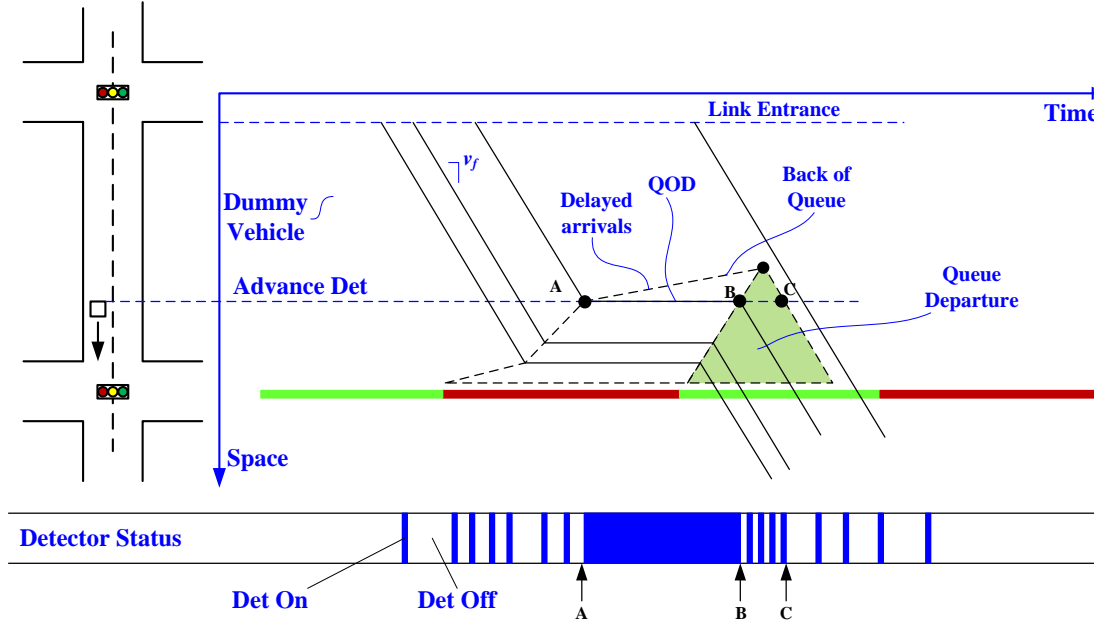 Link Entrance
Time
v_f
Back of
Queue
QOD
Delayed
arrivals
Dummy
Vehicle
Queue
Departure
Advance Det
A
B
C
Space
Detector Status
Det On
Det Off
A
B
C